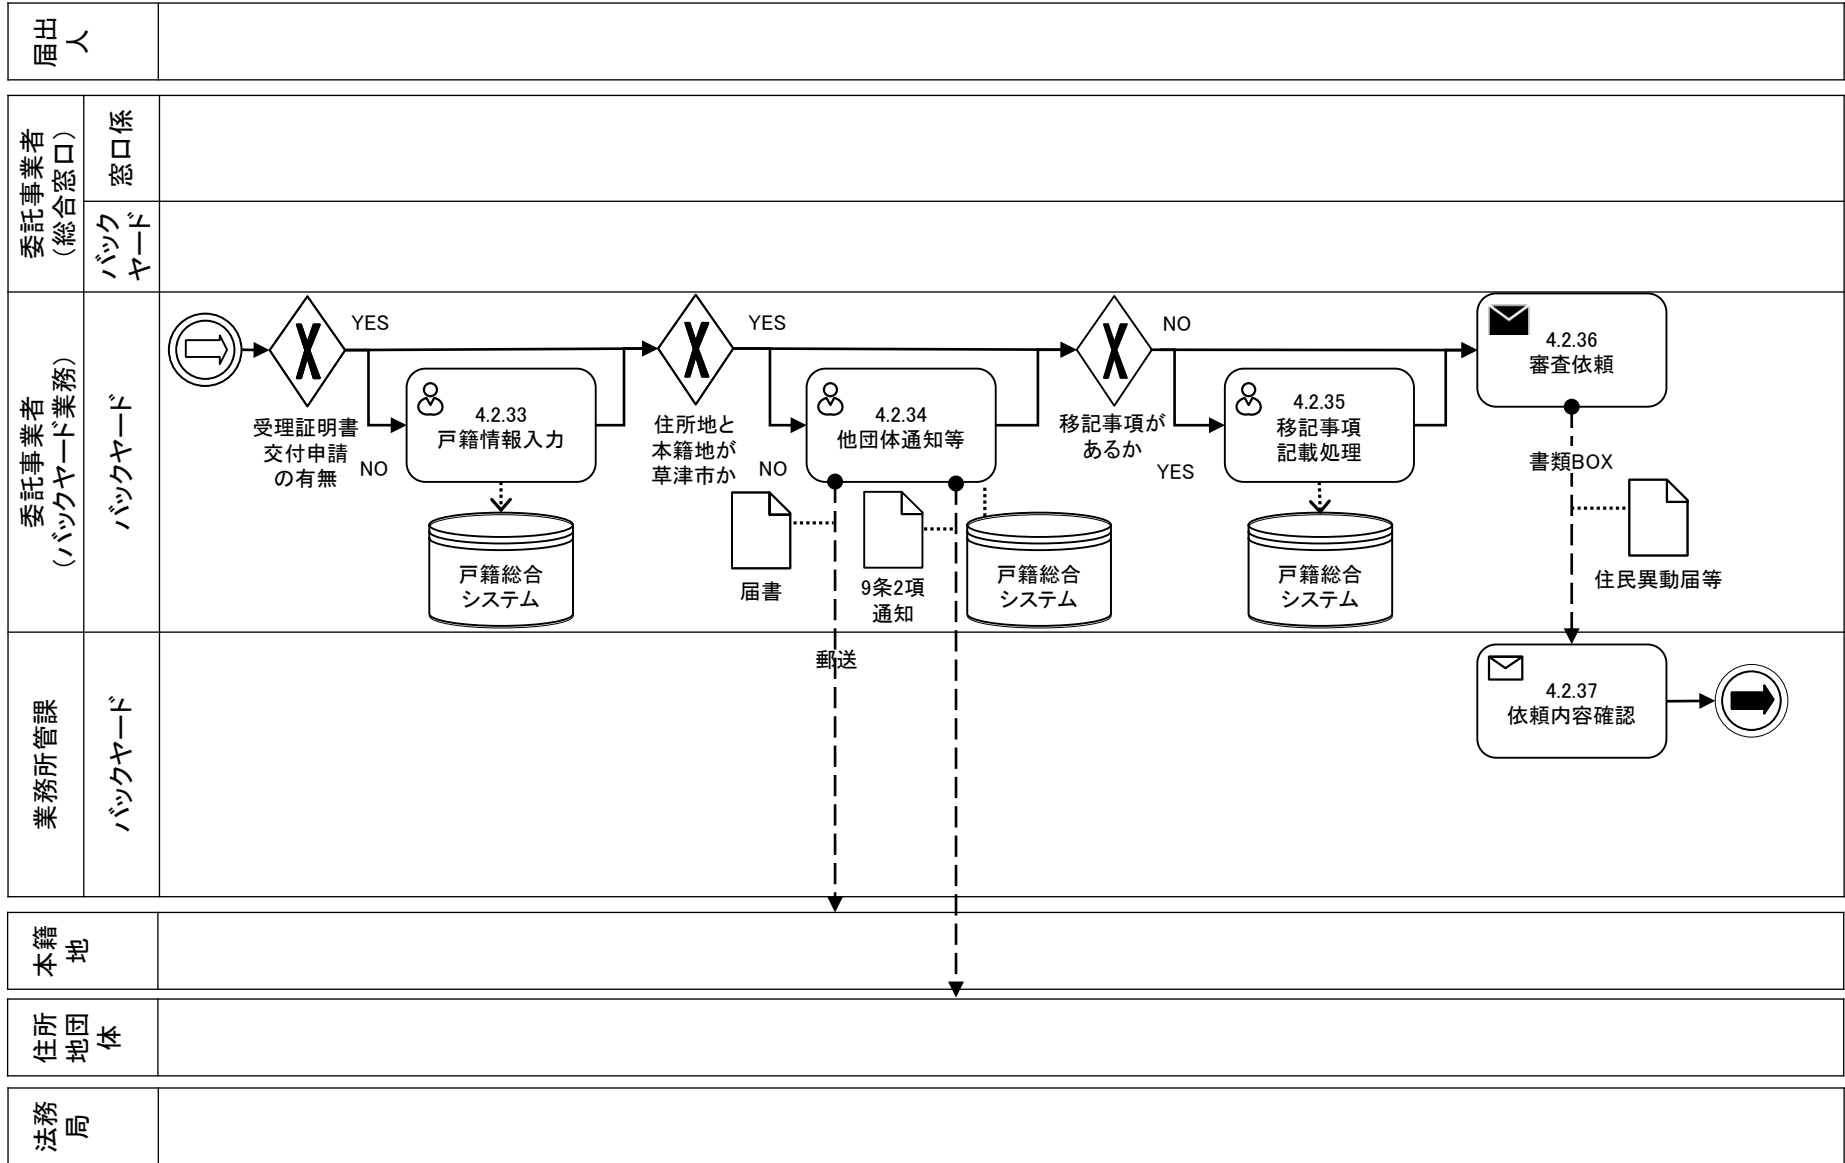 届出
人
委託事業者
（総合窓口）
窓口係
バック
ヤード
委託事業者
（バックヤード業務）
バックヤード
YES
受理証明書
交付申請
の有無
NO
4.2.33
戸籍情報入力
戸籍総合
システム
YES
住所地と
本籍地が
草津市か
NO
4.2.34
他団体通知等
届書
9条2項
通知
戸籍総合
システム
郵送
NO
移記事項が
あるか
YES
4.2.35
移記事項
記載処理
戸籍総合
システム
4.2.36
審査依頼
書類BOX
住民異動届等
業務所管課
バックヤード
4.2.37
依頼内容確認
本籍
地
住所
地団
体
法務
局